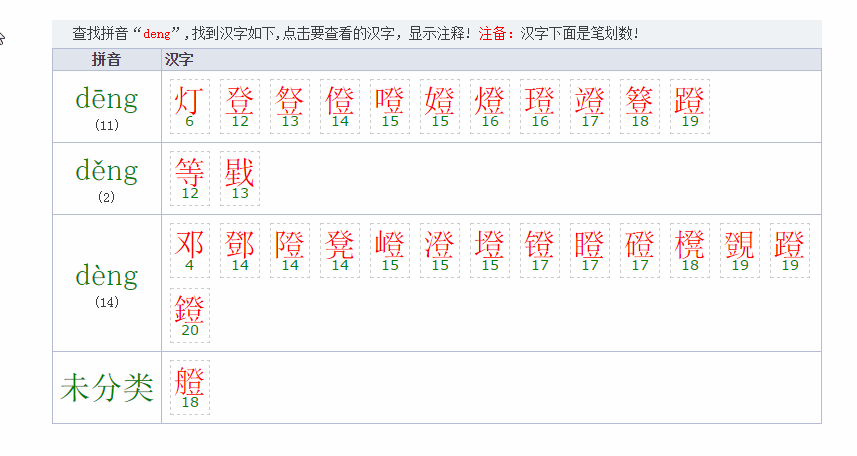 查找拼音“deng”,找到汉字如下,点击要查看的汉字，显示注释！注备：汉字下面是笔划数！
拼音 汉字
dēng 灯 登 豋 僜 噔 嬁 燈 璒 竳 簦 蹬
(11) 6 12 13 14 15 15 16 16 17 18 19
děng 等 戥
(2) 12 13
dèng 邓 鄧 隥 凳 嶝 澄 墱 镫 瞪 磴 櫈 覴 蹬
4 14 14 14 15 15 15 17 17 17 18 19 19
(14)
鐙
20
未分类 艠
18